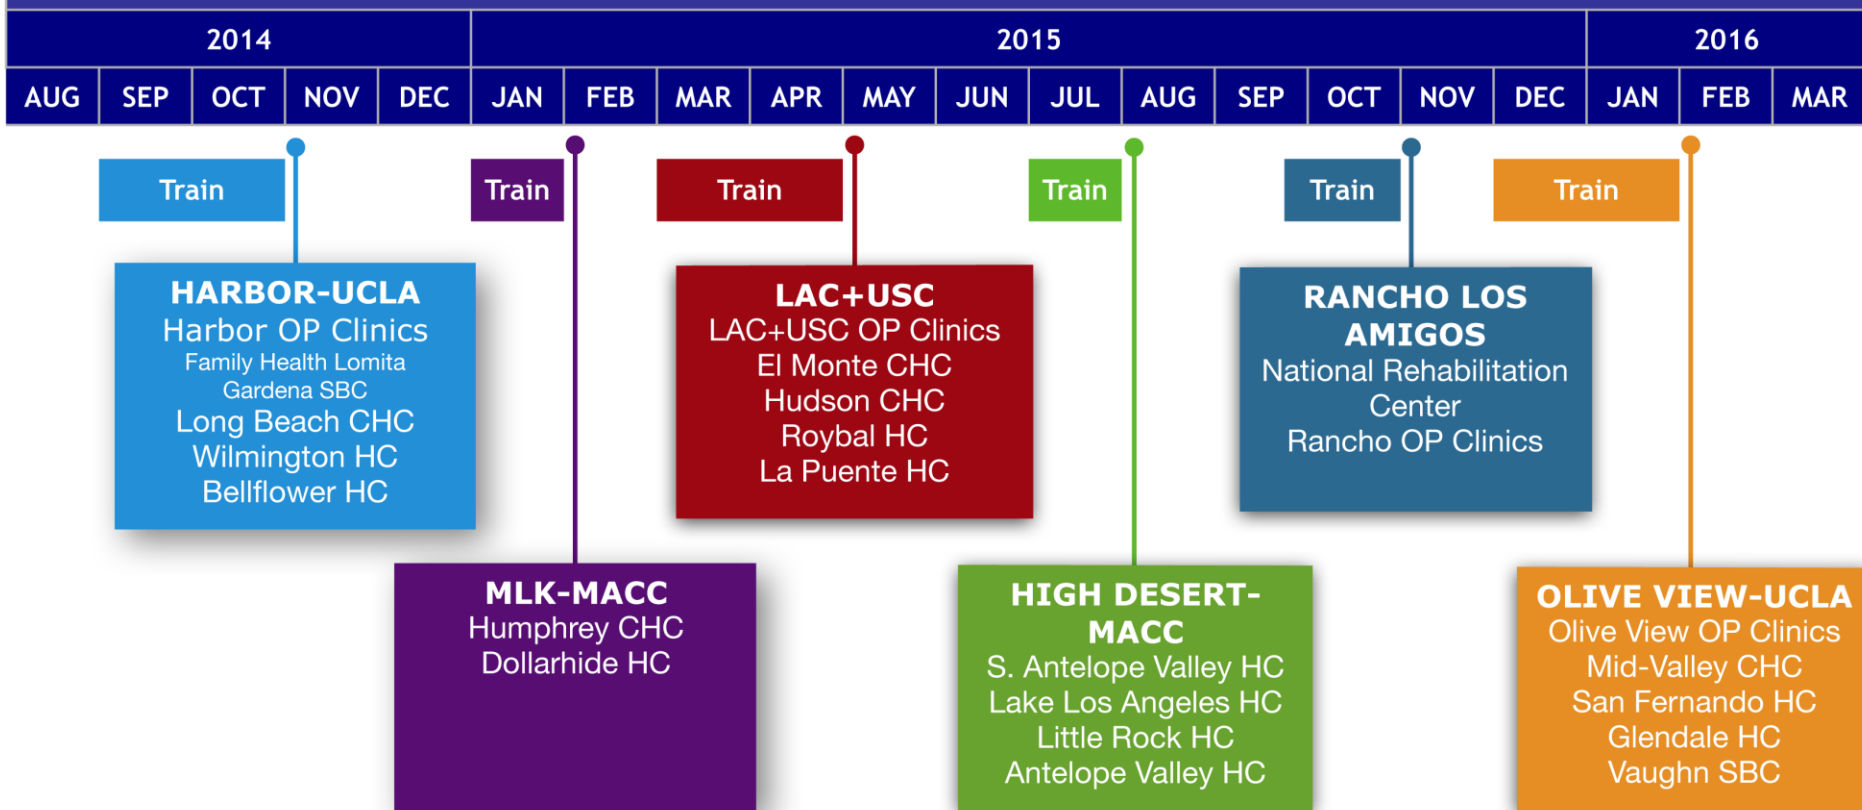 2014 2015 2016
AUG SEP OCT NOV DEC JAN FEB MAR APR MAY JUN JUL AUG SEP OCT NOV DEC JAN FEB MAR
Train Train Train Train Train Train
HARBOR-UCLA
Harbor OP Clinics
Family Health Lomita
Gardena SBC
Long Beach CHC
Wilmington HC
Bellflower HC
MLK-MACC
Humphrey CHC
Dollarhide HC
LAC+USC
LAC+USC OP Clinics
El Monte CHC
Hudson CHC
Roybal HC
La Puente HC
HIGH DESERT-
MACC
S. Antelope Valley HC
Lake Los Angeles HC
Little Rock HC
Antelope Valley HC
RANCHO LOS
AMIGOS
National Rehabilitation
Center
Rancho OP Clinics
OLIVE VIEW-UCLA
Olive View OP Clinics
Mid-Valley CHC
San Fernando HC
Glendale HC
Vaughn SBC